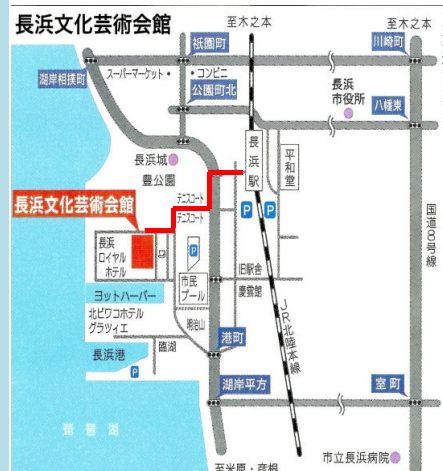 長浜文化芸術会館
至木之本
至木之本
祇園町
川崎町
湖岸相撲町
スーパーマーケット・
・コンビニ
公園町北
長浜
市役所
八幡東
長浜城
豊公園
長浜駅
平和堂
テニスコート
テニスコート
長浜文化芸術会館
P
P
国道8号線
長浜
ロイヤル
ホテル
P
旧駅舎
慶雲館
ヨットハーバー
市民
プール
北ビワコホテル
グラツィエ
明治山
JR北陸本線
港町
臨湖
長浜港
P
湖岸平方
室町
琵琶湖
市立長浜病院
至米原・彦根